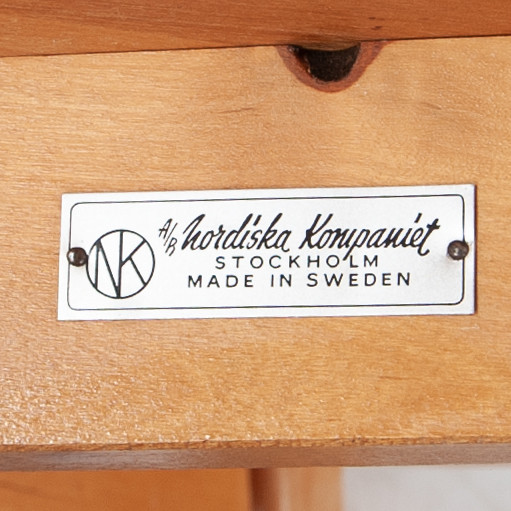 NK
A/B Nordiska Kompaniet
STOCKHOLM
MADE IN SWEDEN